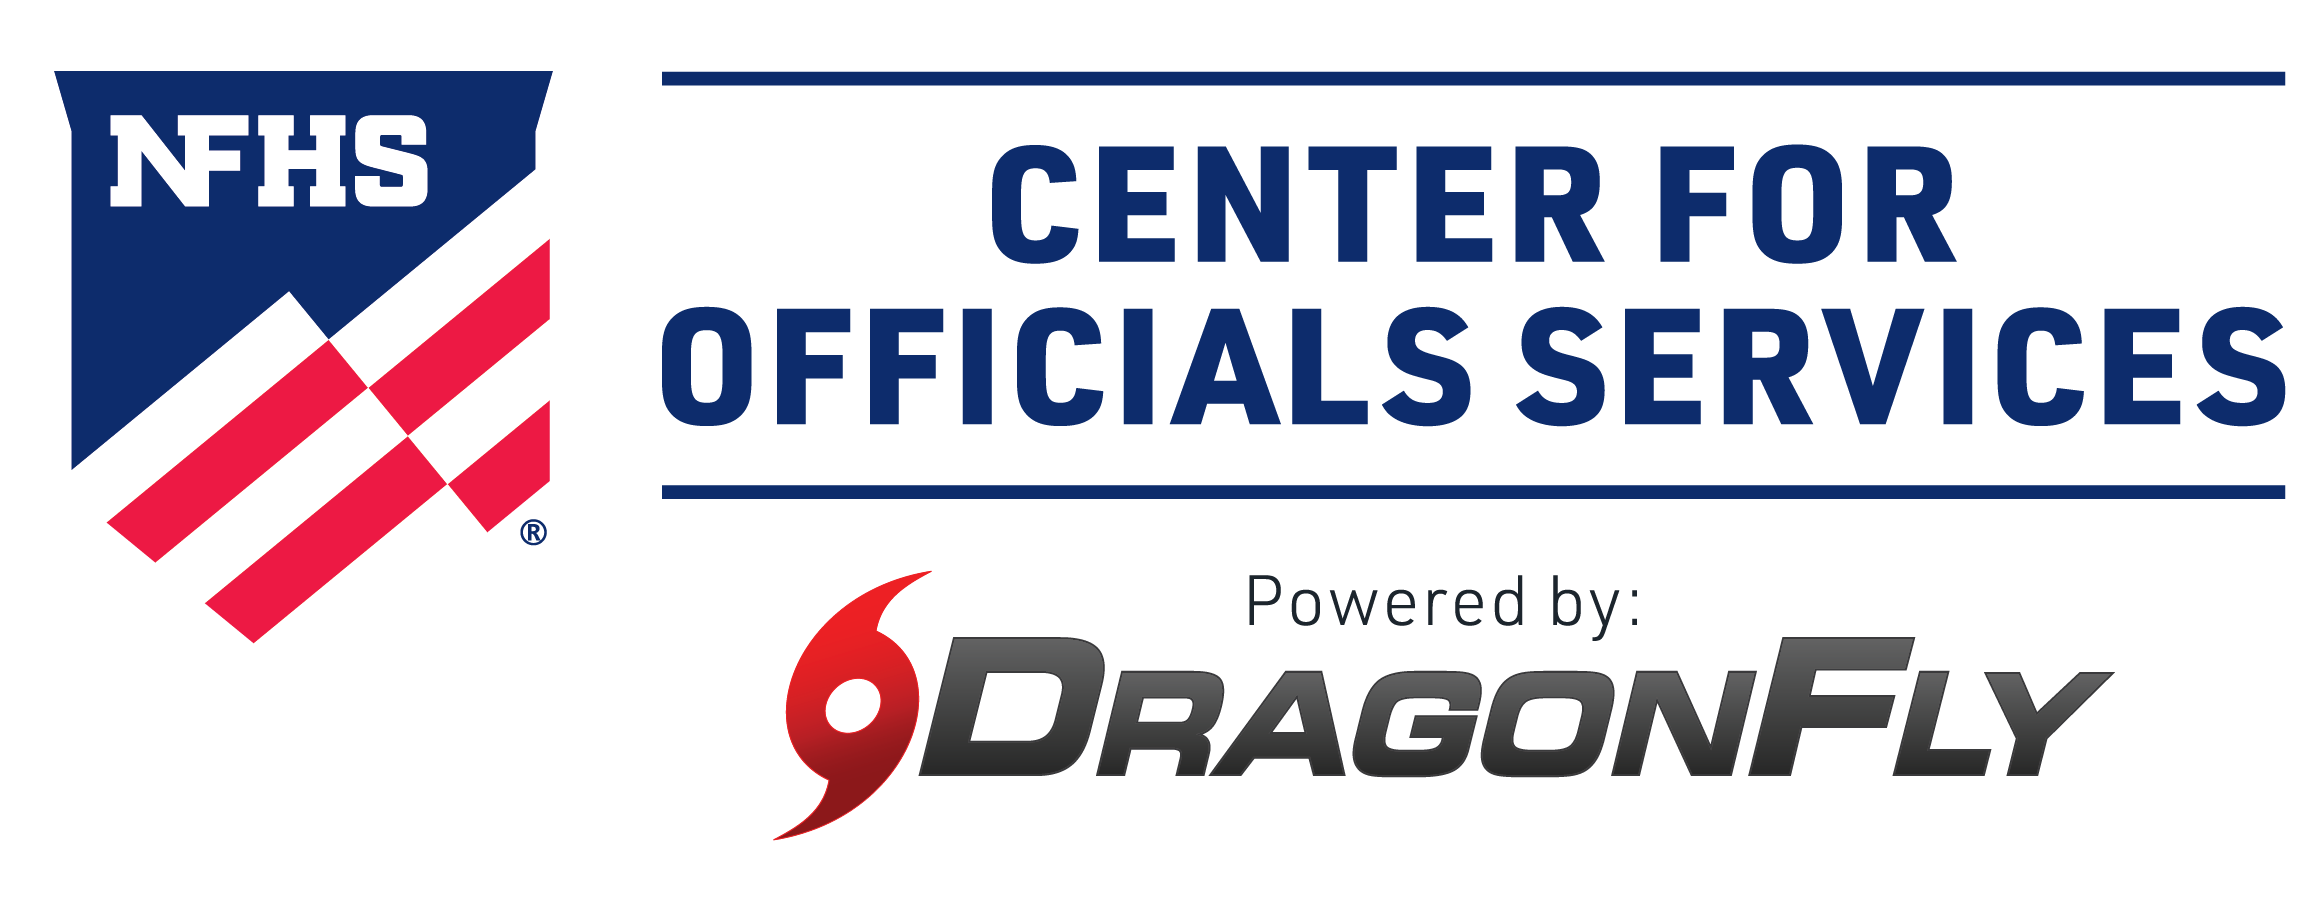 NFHS
®
CENTER FOR
OFFICIALS SERVICES
Powered by:
DRAGONFLY